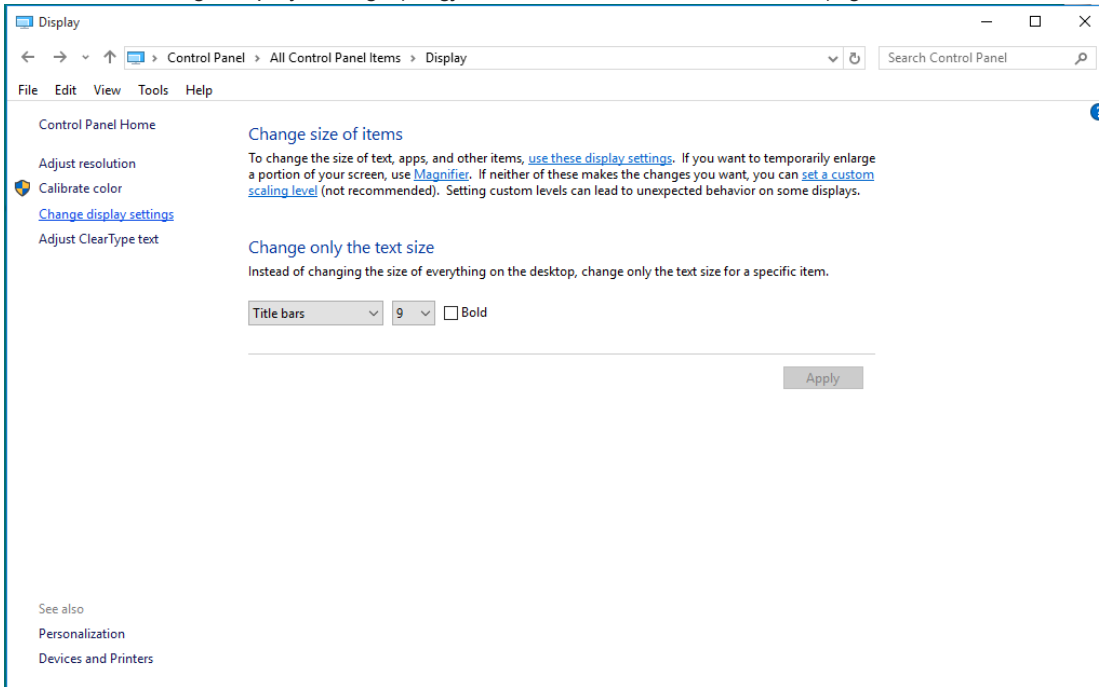 Display
Control Panel > All Control Panel Items > Display
Search Control Panel
File Edit View Tools Help
Control Panel Home
Adjust resolution
Calibrate color
Change display settings
Adjust ClearType text
Change size of items
To change the size of text, apps, and other items, use these display settings. If you want to temporarily enlarge
a portion of your screen, use Magnifier. If neither of these makes the changes you want, you can set a custom
scaling level (not recommended). Setting custom levels can lead to unexpected behavior on some displays.
Change only the text size
Instead of changing the size of everything on the desktop, change only the text size for a specific item.
Title bars 9 Bold
Apply
See also
Personalization
Devices and Printers